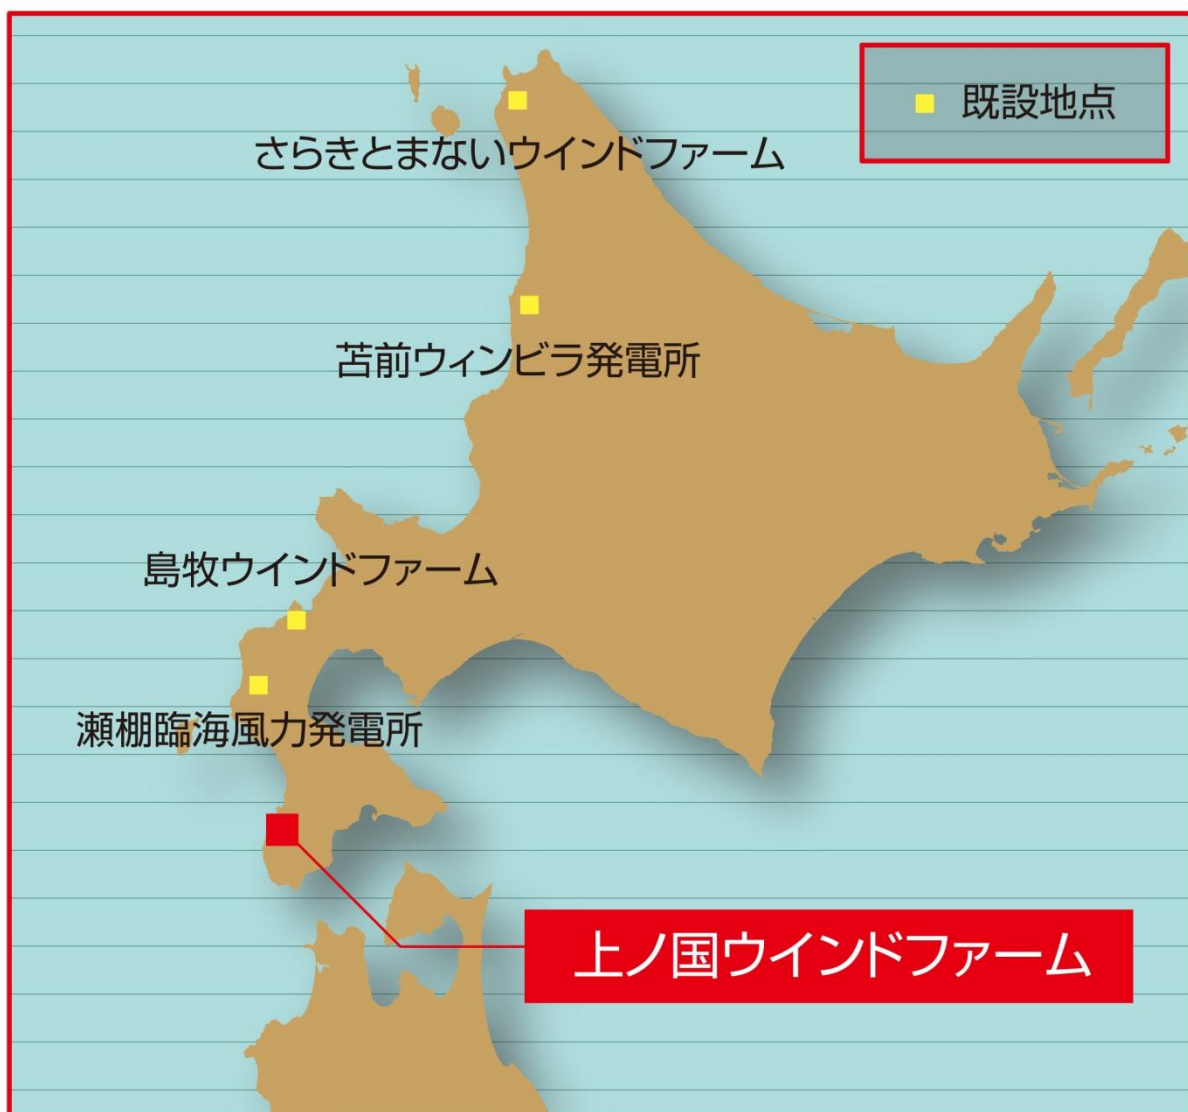 既設地点
さらきとまないウインドファーム
苫前ウィンビラ発電所
島牧ウインドファーム
瀬棚臨海風力発電所
上ノ国ウインドファーム